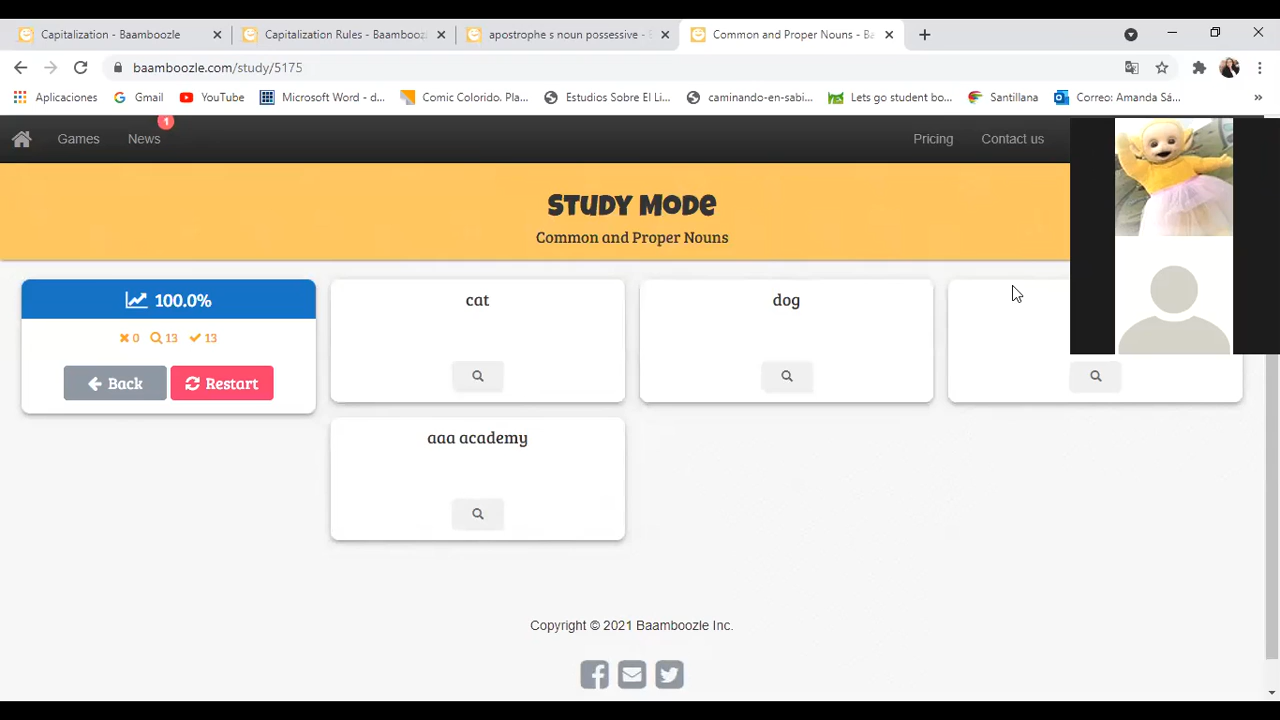 Capitalization - Baamboozle
Capitalization Rules - Baambooz
apostrophe s noun possessive -
Common and Proper Nouns - Ba
baamboozle.com/study/5175
Aplicaciones
Gmail
YouTube
Microsoft Word - d...
Comic Colorido. Pla...
Estudios Sobre El Li...
caminando-en-sabi...
Lets go student bo...
Santillana
Correo: Amanda Sá...
»
Games
News
1
Pricing
Contact us
Study Mode
Common and Proper Nouns
100.0%
0 13 13
Back
Restart
cat
dog
aaa academy
Copyright © 2021 Baamboozle Inc.